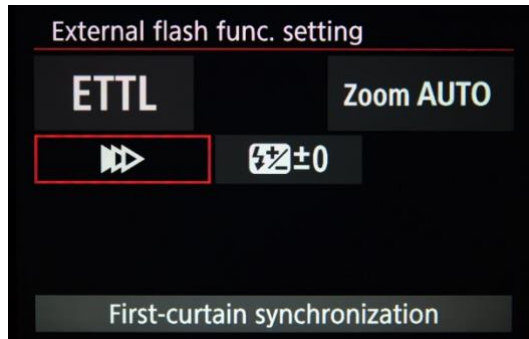 External flash func. setting
ETTL
Zoom AUTO
±0
First-curtain synchronization